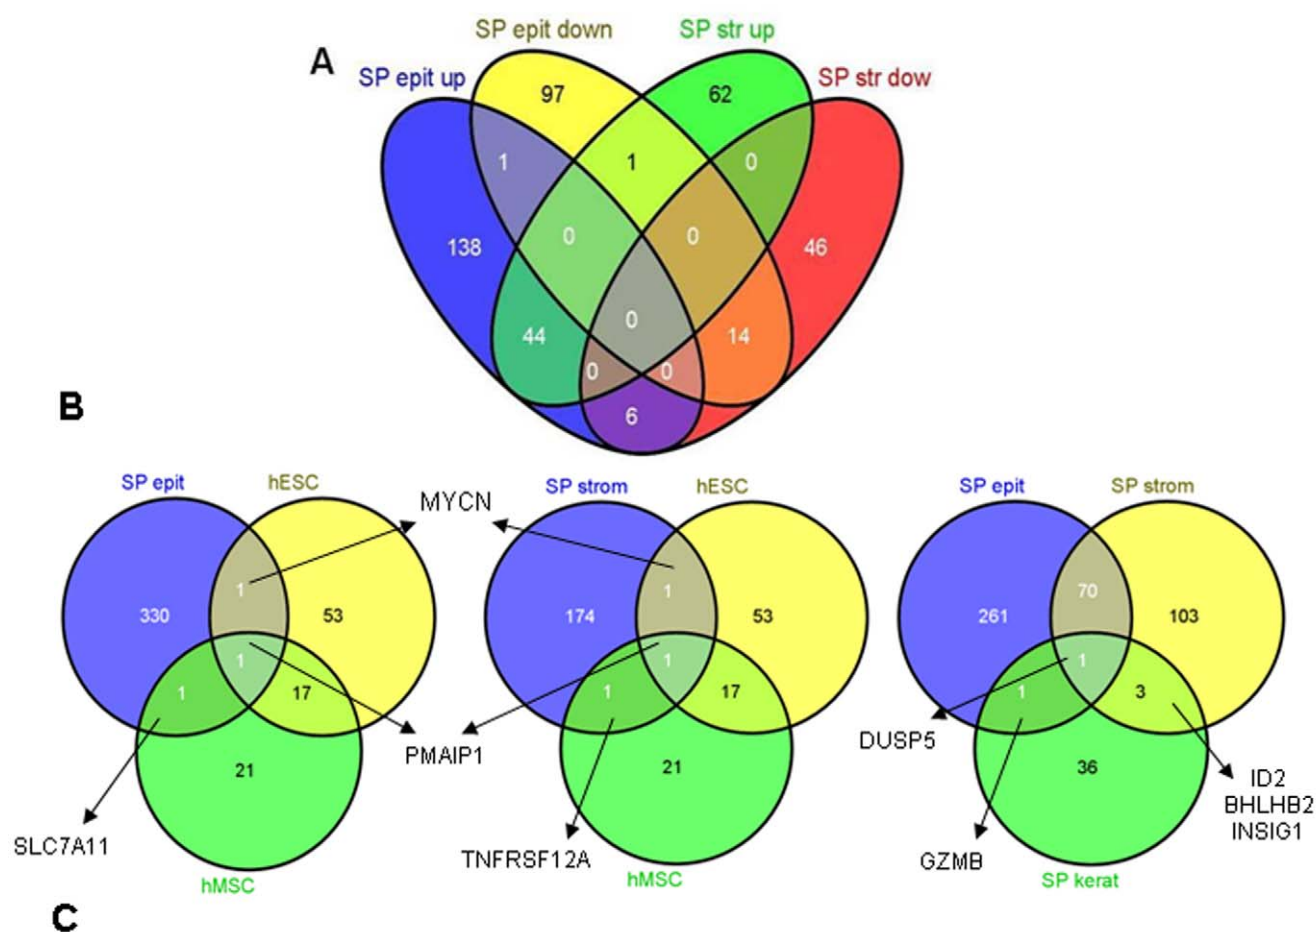 SP epit down
SP str up
A
SP epit up
SP str dow
97
62
1
1
0
138
0
0
46
44
0
14
0
0
6
B
SP epit
hESC
MYCN
SP strom
hESC
SP epit
SP strom
1
330
53
1
1
17
21
SLC7A11
hMSC
PMAIP1
1
174
53
1
1
17
21
TNFRSF12A
hMSC
70
261
103
1
1
3
DUSP5
36
ID2
BHLHB2
INSIG1
GZMB
SP kerat
C